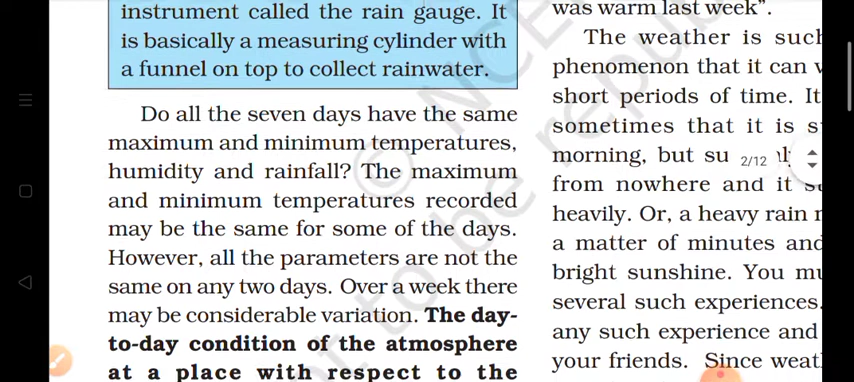 instrument called the rain gauge. It
is basically a measuring cylinder with
a funnel on top to collect rainwater.
Do all the seven days have the same
maximum and minimum temperatures,
humidity and rainfall? The maximum
and minimum temperatures recorded
may be the same for some of the days.
However, all the parameters are not the
same on any two days. Over a week there
may be considerable variation. The day-
to-day condition of the atmosphere
at a place with respect to the
was warm last week”.
The weather is such
phenomenon that it can
short periods of time. It
sometimes that it is
morning, but su
from nowhere and it
heavily. Or, a heavy rain
a matter of minutes and
bright sunshine. You
several such experiences.
any such experience and
your friends. Since
2/12
© NCE
to be repu